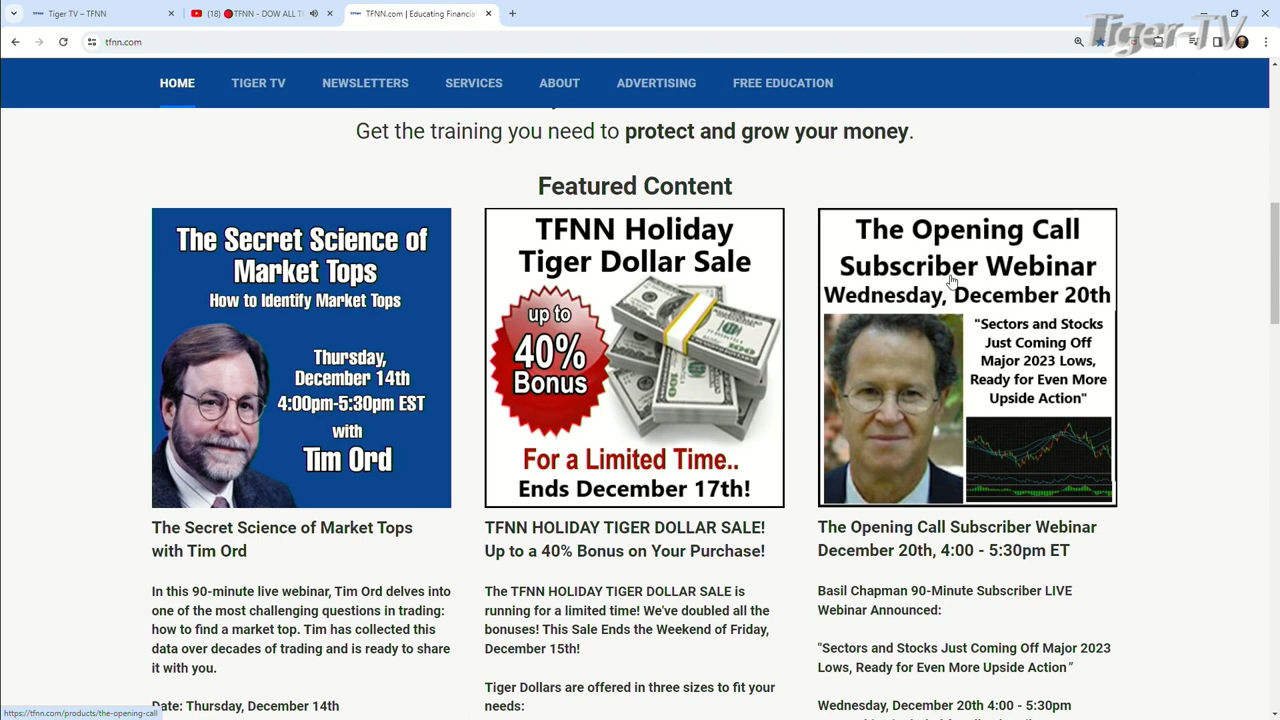 Tiger TV – TFNN
(18) 🔴TFNN - DOW ALL T
TFNN.com | Educating Financia
tfnn.com
Tiger-TV
HOME
TIGER TV
NEWSLETTERS
SERVICES
ABOUT
ADVERTISING
FREE EDUCATION
Get the training you need to protect and grow your money.
Featured Content
The Secret Science of
Market Tops
How to Identify Market Tops
Thursday,
December 14th
4:00pm-5:30pm EST
with
Tim Ord
TFNN Holiday
Tiger Dollar Sale
up to
40%
Bonus
For a Limited Time..
Ends December 17th!
The Opening Call
Subscriber Webinar
Wednesday, December 20th
"Sectors and Stocks
Just Coming Off
Major 2023 Lows,
Ready for Even More
Upside Action"
The Secret Science of Market Tops
with Tim Ord
In this 90-minute live webinar, Tim Ord delves into
one of the most challenging questions in trading:
how to find a market top. Tim has collected this
data over decades of trading and is ready to share
it with you.
Date: Thursday, December 14th
TFNN HOLIDAY TIGER DOLLAR SALE!
Up to a 40% Bonus on Your Purchase!
The TFNN HOLIDAY TIGER DOLLAR SALE is
running for a limited time! We've doubled all the
bonuses! This Sale Ends the Weekend of Friday,
December 15th!
Tiger Dollars are offered in three sizes to fit your
needs:
The Opening Call Subscriber Webinar
December 20th, 4:00 - 5:30pm ET
Basil Chapman 90-Minute Subscriber LIVE
Webinar Announced:
"Sectors and Stocks Just Coming Off Major 2023
Lows, Ready for Even More Upside Action"
Wednesday, December 20th 4:00 - 5:30pm
https://tfnn.com/products/the-opening-call